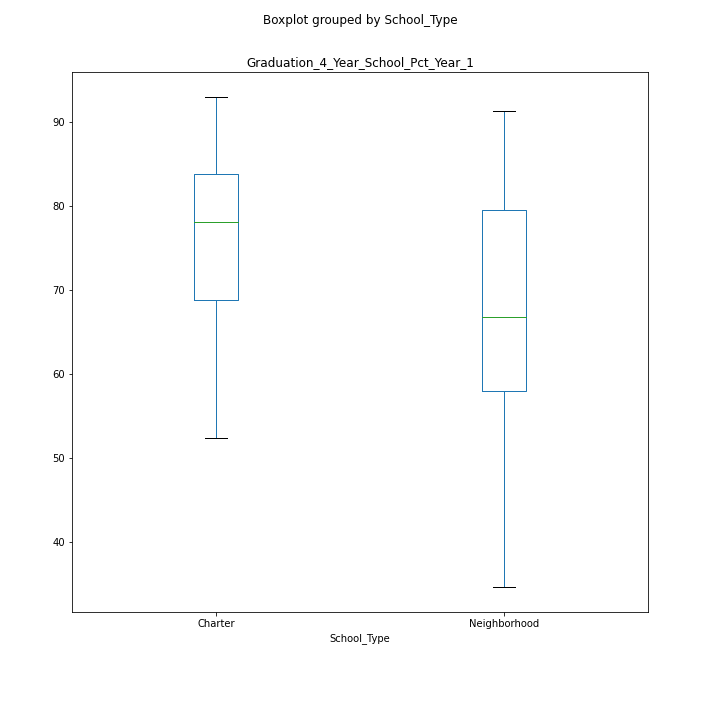 Boxplot grouped by School_Type
Graduation_4_Year_School_Pct_Year_1
90
80
70
60
50
40
Charter
Neighborhood
School_Type